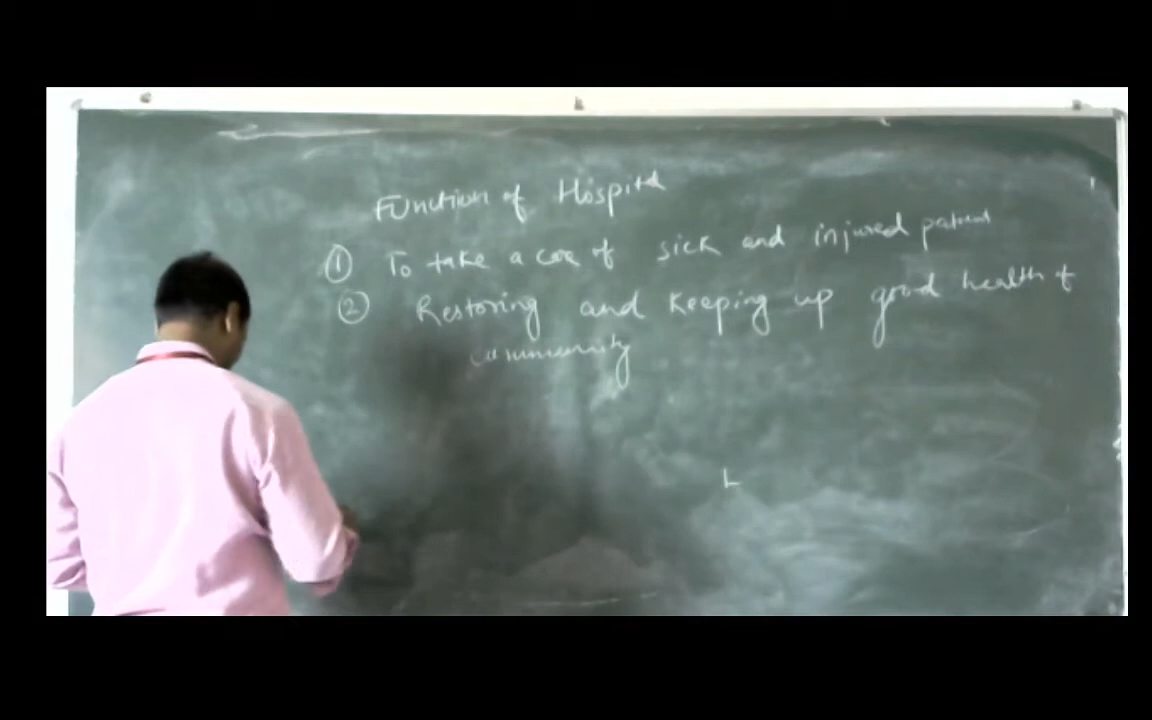 Function of Hospital
① To take a care of sick and injured patient
② Restoring and keeping up good health of
community
L